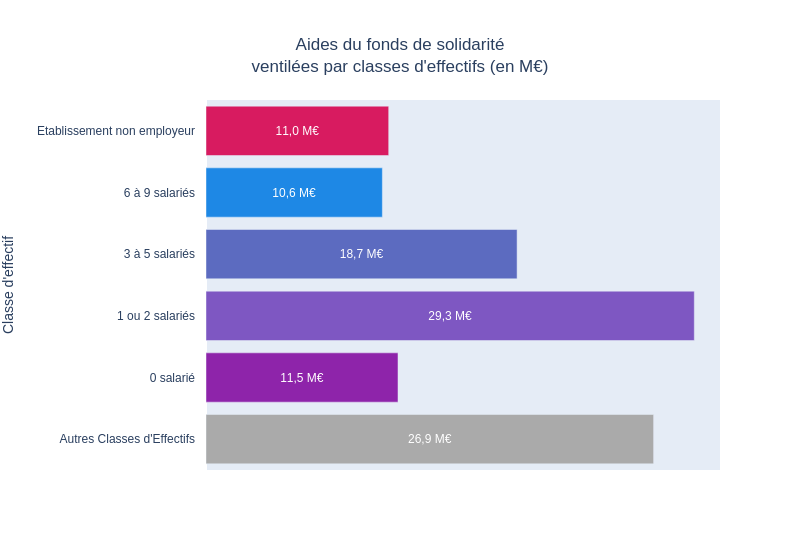 Aides du fonds de solidarité
ventilées par classes d'effectifs (en M€)
Classe d'effectif
Etablissement non employeur
11,0 M€
6 à 9 salariés
10,6 M€
3 à 5 salariés
18,7 M€
1 ou 2 salariés
29,3 M€
0 salarié
11,5 M€
Autres Classes d'Effectifs
26,9 M€